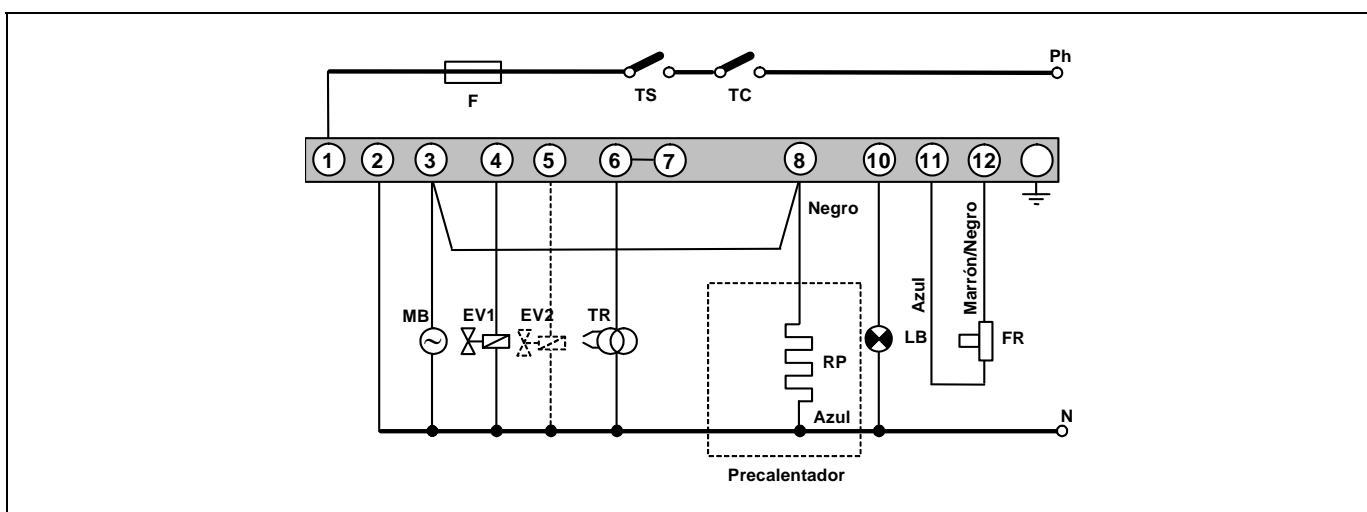 Ph
F
TS
TC
1 2 3 4 5 6 7 8 10 11 12
Negro
Azul
Marrón/Negro
MB
EV1
EV2
TR
RP
LB
FR
Azul
N
Precalentador